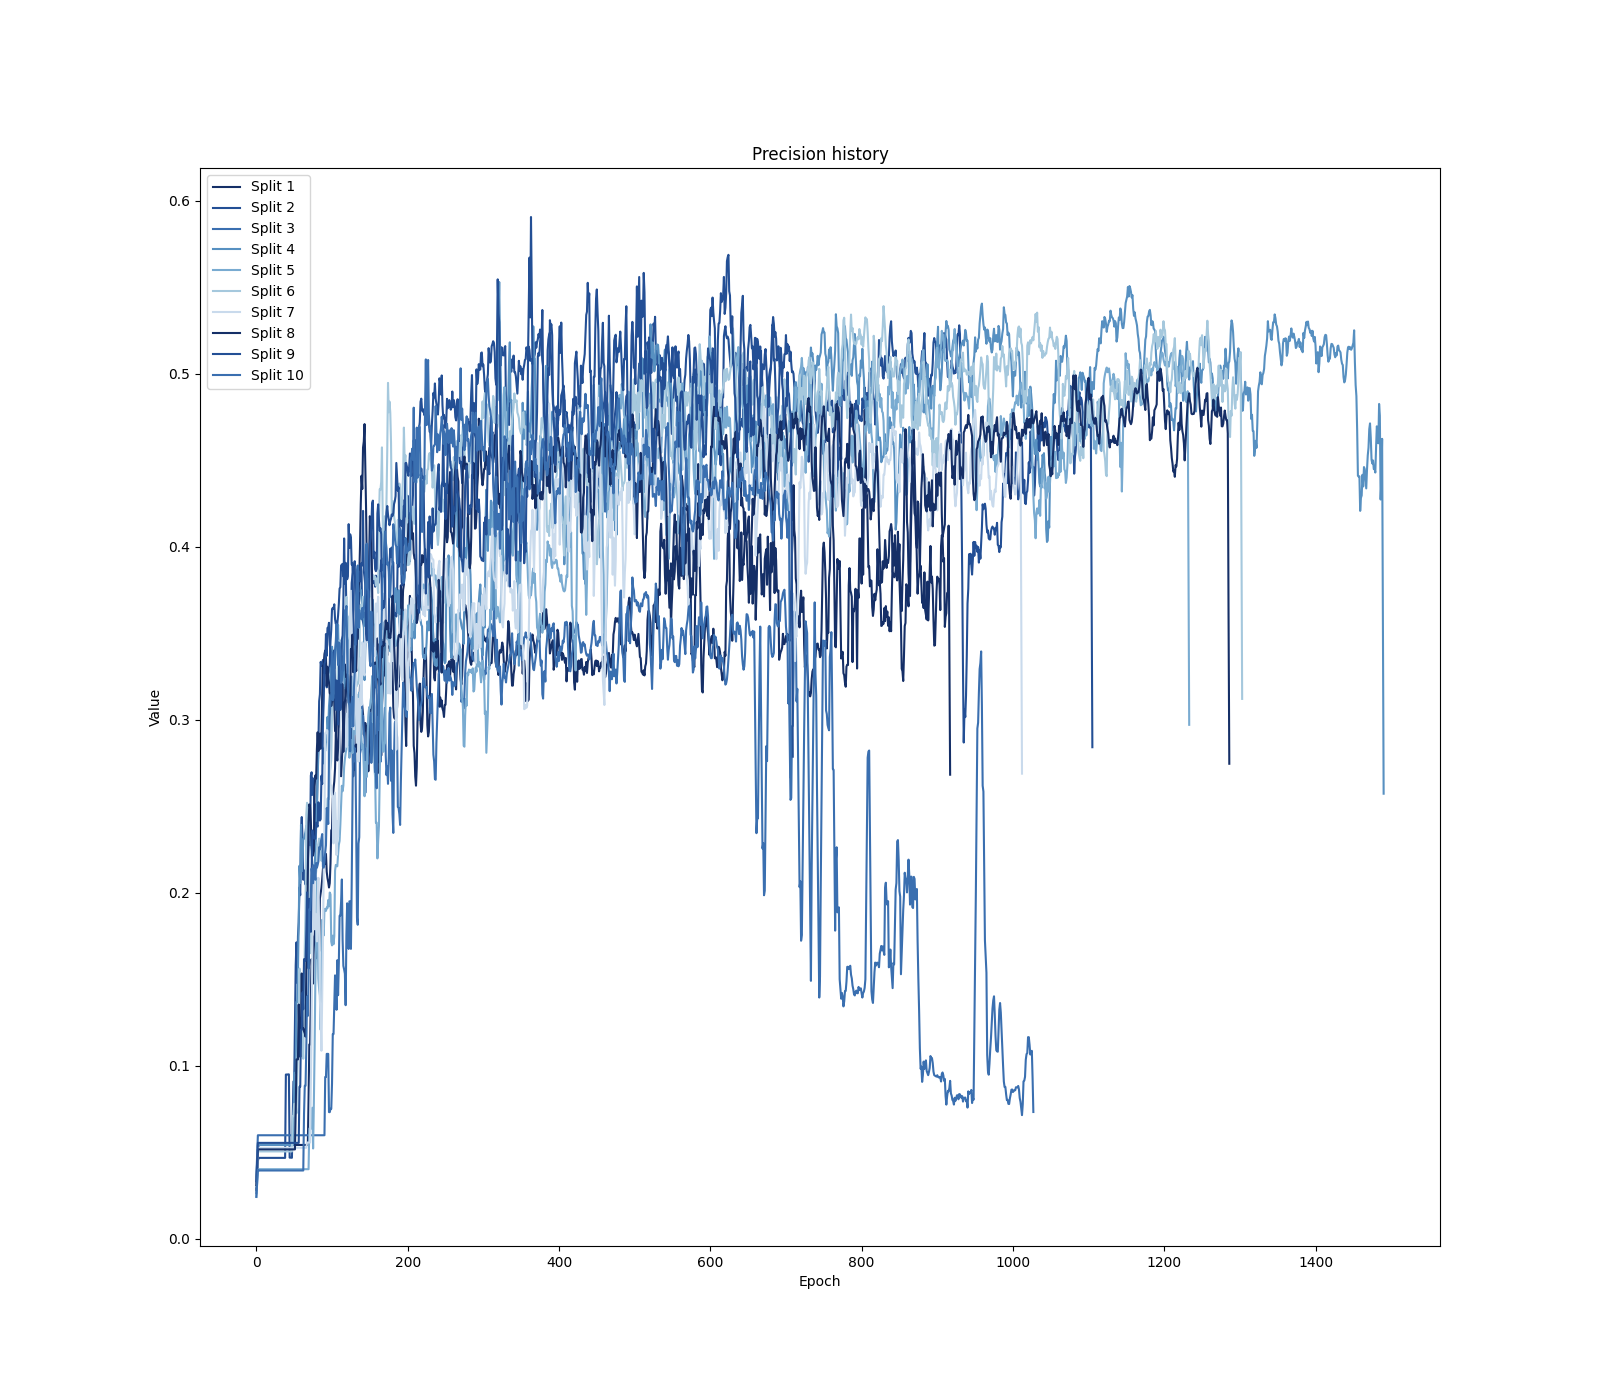 Precision history
Split 1
Split 2
Split 3
Split 4
Split 5
Split 6
Split 7
Split 8
Split 9
Split 10
0.6
0.5
0.4
0.3
0.2
0.1
0.0
Value
0 200 400 600 800 1000 1200 1400
Epoch